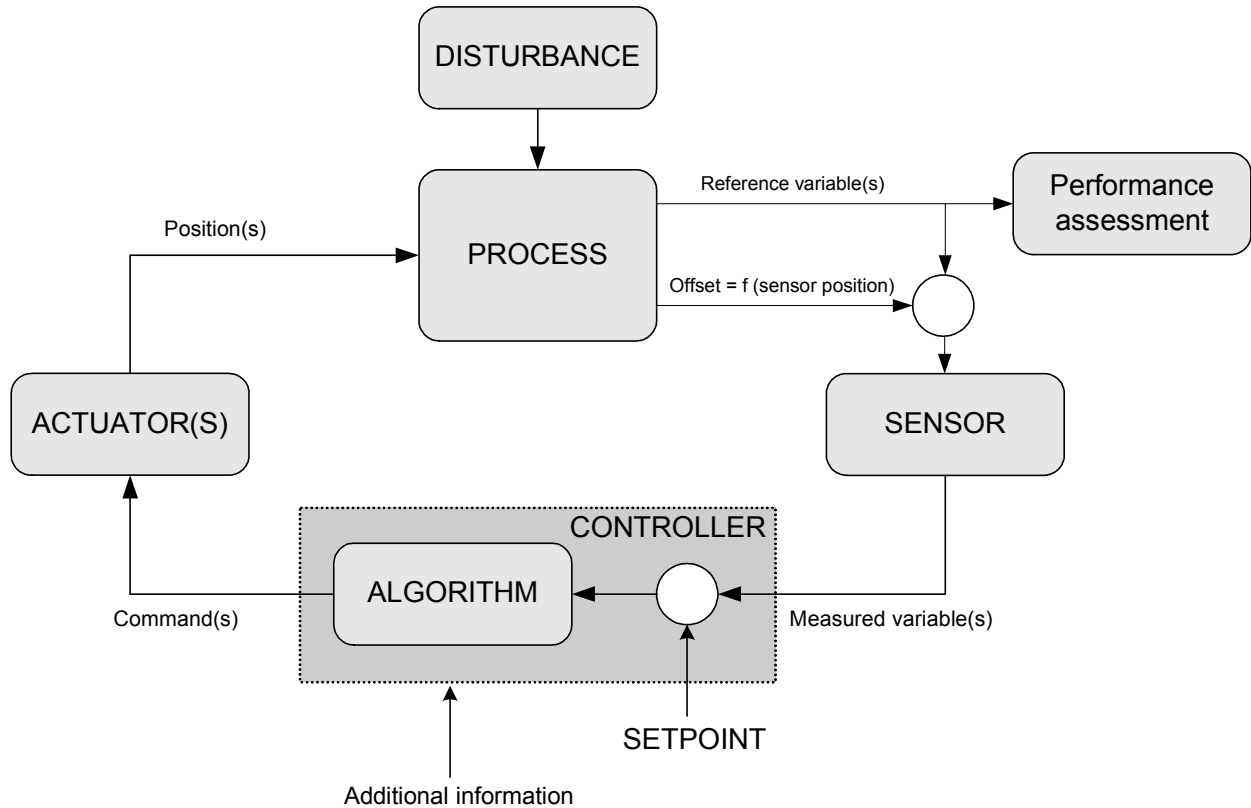 DISTURBANCE
Reference variable(s)
Performance
assessment
Position(s)
PROCESS
Offset = f (sensor position)
ACTUATOR(S)
SENSOR
CONTROLLER
ALGORITHM
Command(s)
Measured variable(s)
SETPOINT
Additional information